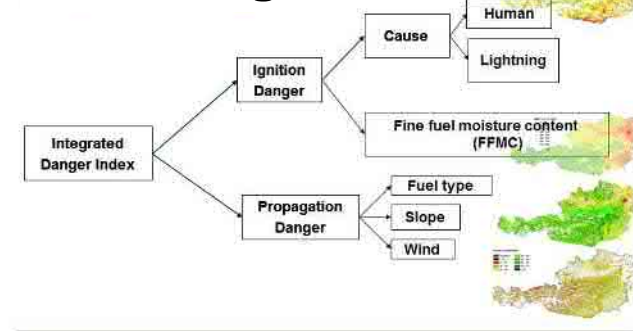 Human
Cause
Lightning
Ignition
Danger
Fine fuel moisture content
(FFMC)
Integrated
Danger Index
Fuel type
Propagation
Danger
Slope
Wind